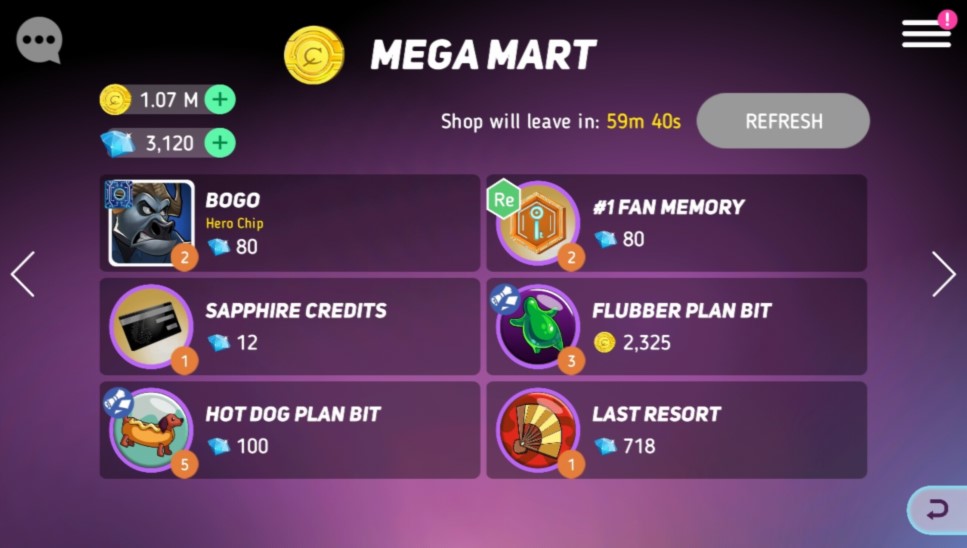 !
MEGA MART
1.07 M +
3,120 +
Shop will leave in: 59m 40s
REFRESH
BOGO
Hero Chip
80
2
Re
#1 FAN MEMORY
80
2
SAPPHIRE CREDITS
12
1
FLUBBER PLAN BIT
2,325
3
HOT DOG PLAN BIT
100
5
LAST RESORT
718
1